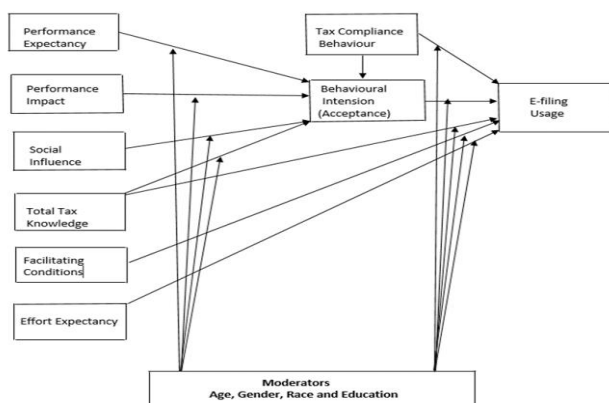 Performance
Expectancy
Tax Compliance
Behaviour
Performance
Impact
Behavioural
Intension
(Acceptance)
E-filing
Usage
Social
Influence
Total Tax
Knowledge
Facilitating
Conditions
Effort Expectancy
Moderators
Age, Gender, Race and Education